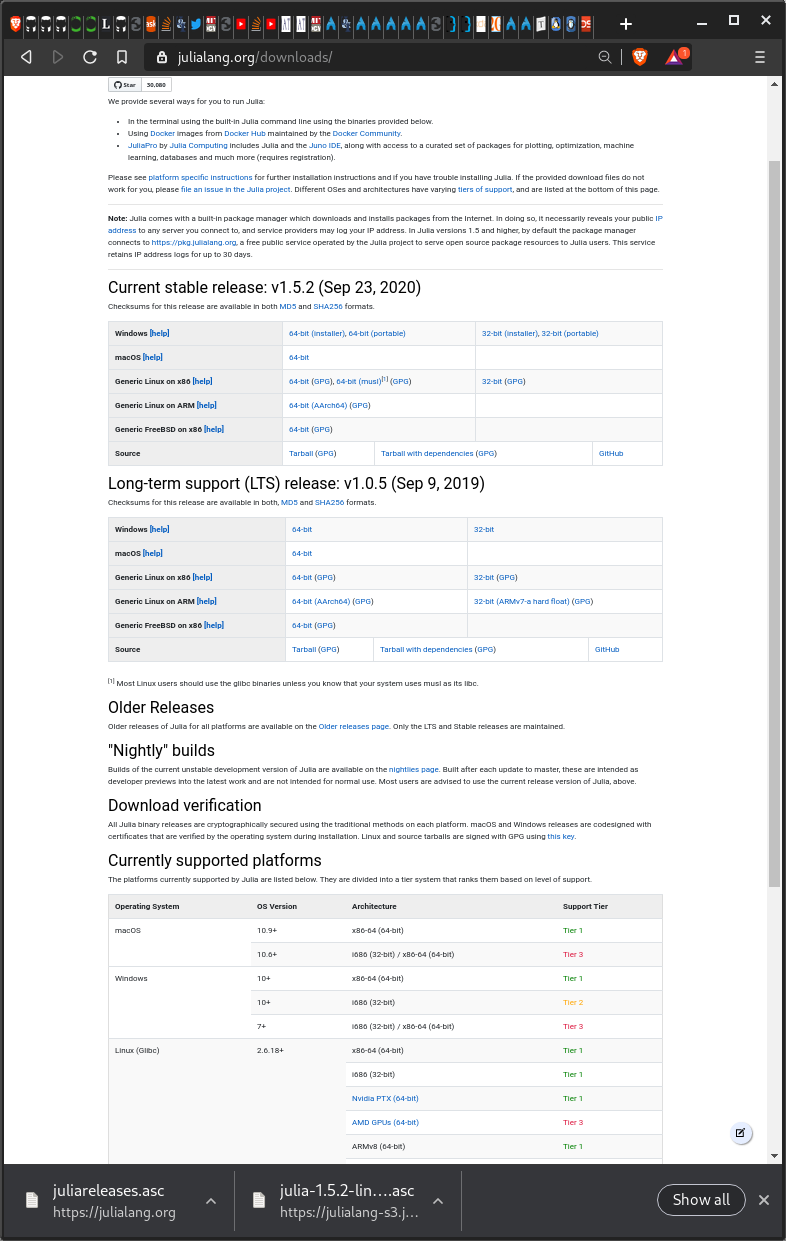 julialang.org/downloads/
1
Star 30,080
We provide several ways for you to run Julia:
• In the terminal using the built-in Julia command line using the binaries provided below.
• Using Docker images from Docker Hub maintained by the Docker Community.
• JuliaPro by Julia Computing includes Julia and the Juno IDE, along with access to a curated set of packages for plotting, optimization, machine
learning, databases and much more (requires registration).
Please see platform specific instructions for further installation instructions and if you have trouble installing Julia. If the provided download files do not
work for you, please file an issue in the Julia project. Different OSes and architectures have varying tiers of support, and are listed at the bottom of this page.
Note: Julia comes with a built-in package manager which downloads and installs packages from the Internet. In doing so, it necessarily reveals your public IP
address to any server you connect to, and service providers may log your IP address. In Julia versions 1.5 and higher, by default the package manager
connects to https://pkg.julialang.org, a free public service operated by the Julia project to serve open source package resources to Julia users. This service
retains IP address logs for up to 30 days.
Current stable release: v1.5.2 (Sep 23, 2020)
Checksums for this release are available in both MD5 and SHA256 formats.
Windows [help] 64-bit (installer), 64-bit (portable) 32-bit (installer), 32-bit (portable)
macOS [help] 64-bit
Generic Linux on x86 [help] 64-bit (GPG), 64-bit (musl)[1] (GPG) 32-bit (GPG)
Generic Linux on ARM [help] 64-bit (AArch64) (GPG)
Generic FreeBSD on x86 [help] 64-bit (GPG)
Source Tarball (GPG) Tarball with dependencies (GPG) GitHub
Long-term support (LTS) release: v1.0.5 (Sep 9, 2019)
Checksums for this release are available in both, MD5 and SHA256 formats.
Windows [help] 64-bit 32-bit
macOS [help] 64-bit
Generic Linux on x86 [help] 64-bit (GPG) 32-bit (GPG)
Generic Linux on ARM [help] 64-bit (AArch64) (GPG) 32-bit (ARMv7-a hard float) (GPG)
Generic FreeBSD on x86 [help] 64-bit (GPG)
Source Tarball (GPG) Tarball with dependencies (GPG) GitHub
[1] Most Linux users should use the glibc binaries unless you know that your system uses musl as its libc.
Older Releases
Older releases of Julia for all platforms are available on the Older releases page. Only the LTS and Stable releases are maintained.
"Nightly" builds
Builds of the current unstable development version of Julia are available on the nightlies page. Built after each update to master, these are intended as
developer previews into the latest work and are not intended for normal use. Most users are advised to use the current release version of Julia, above.
Download verification
All Julia binary releases are cryptographically secured using the traditional methods on each platform. macOS and Windows releases are codesigned with
certificates that are verified by the operating system during installation. Linux and source tarballs are signed with GPG using this key.
Currently supported platforms
The platforms currently supported by Julia are listed below. They are divided into a tier system that ranks them based on level of support.
Operating System OS Version Architecture Support Tier
macOS 10.9+ x86-64 (64-bit) Tier 1
10.6+ i686 (32-bit) / x86-64 (64-bit) Tier 3
Windows 10+ x86-64 (64-bit) Tier 1
10+ i686 (32-bit) Tier 2
7+ i686 (32-bit) / x86-64 (64-bit) Tier 3
Linux (Glibc) 2.6.18+ x86-64 (64-bit) Tier 1
i686 (32-bit) Tier 1
Nvidia PTX (64-bit) Tier 1
AMD GPUs (64-bit) Tier 3
ARMv8 (64-bit) Tier 1
juliareleases.asc julia-1.5.2-lin....asc Show all
https://julialang.org https://julialang-s3.j...